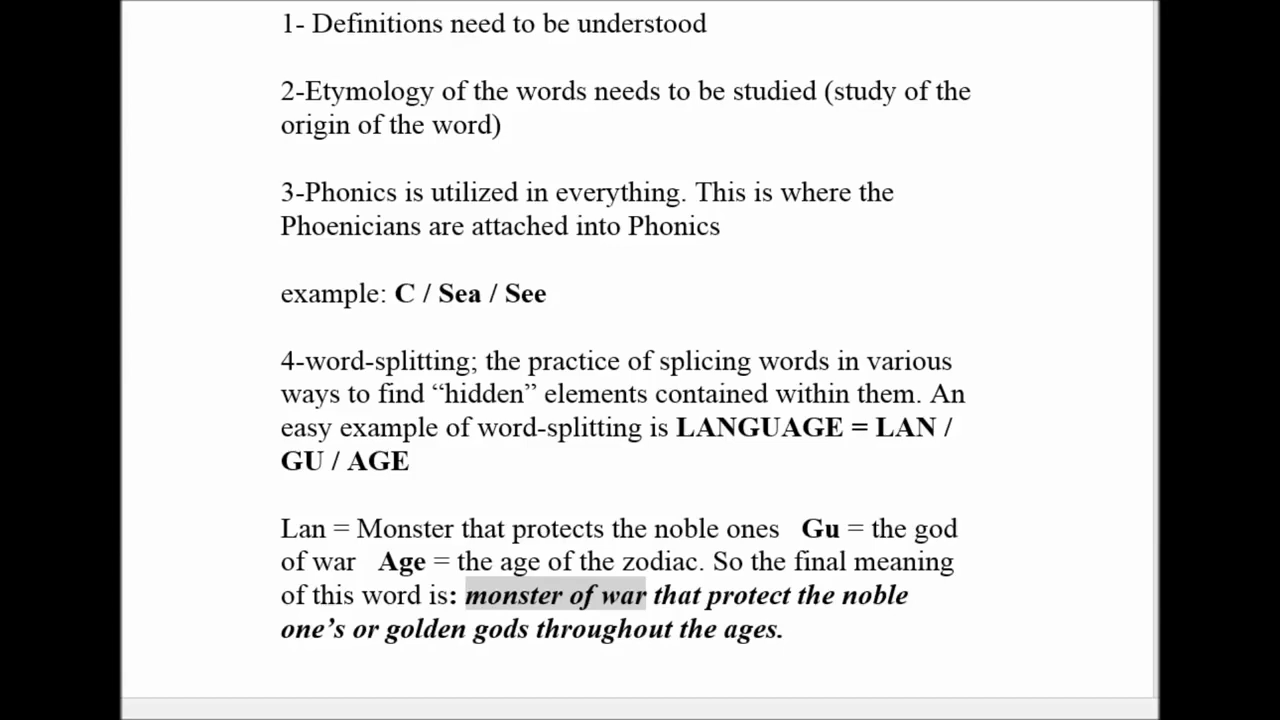 1- Definitions need to be understood
2-Etymology of the words needs to be studied (study of the
origin of the word)
3-Phonics is utilized in everything. This is where the
Phoenicians are attached into Phonics
example: C / Sea / See
4-word-splitting; the practice of splicing words in various
ways to find “hidden” elements contained within them. An
easy example of word-splitting is LANGUAGE = LAN /
GU / AGE
Lan = Monster that protects the noble ones   Gu = the god
of war   Age = the age of the zodiac. So the final meaning
of this word is: monster of war that protect the noble
one’s or golden gods throughout the ages.